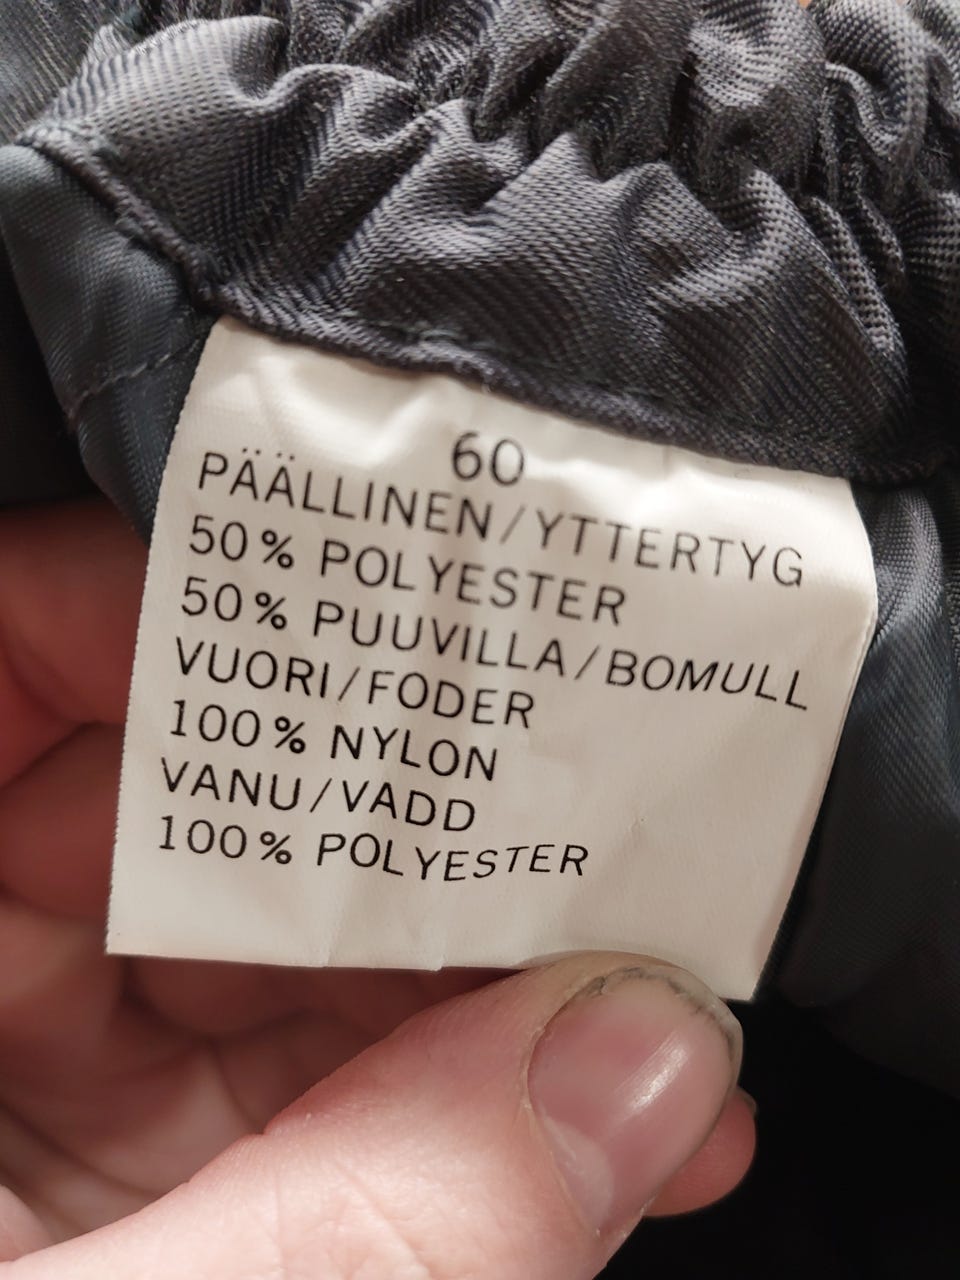 60
PÄÄLLINEN/YTTERTYG
50% POLYESTER
50% PUUVILLA/BOMULL
VUORI/FODER
100% NYLON
VANU/VADD
100% POLYESTER